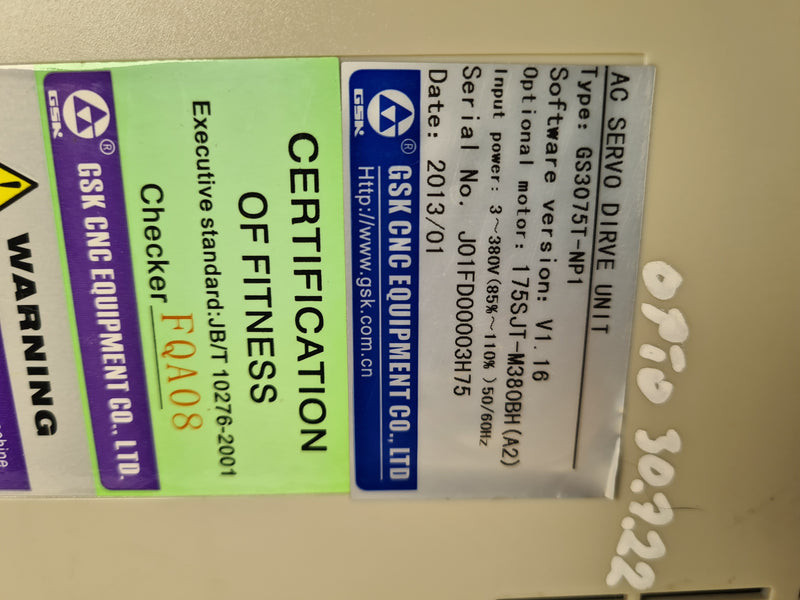 AC SERVO DIRVE UNIT
Type: GS3075T-NP1
Software version: V1.16
Optional motor: 175SJT-M380BH(A2)
Input power: 3~380V(85%~110%)50/60Hz
Serial No. J01FD00003H75
Date: 2013/01
GSK ®
GSK CNC EQUIPMENT CO., LTD
Http://www.gsk.com.cn
CERTIFICATION
OF FITNESS
Executive standard:JB/T 10276-2001
Checker FQA08
GSK ®
GSK CNC EQUIPMENT CO., LTD.
WARNING
30.7.22